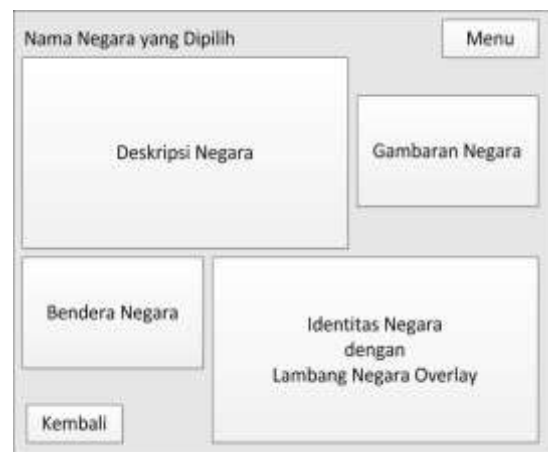 Nama Negara yang Dipilih
Menu
Deskripsi Negara
Gambaran Negara
Bendera Negara
Identitas Negara
dengan
Lambang Negara Overlay
Kembali